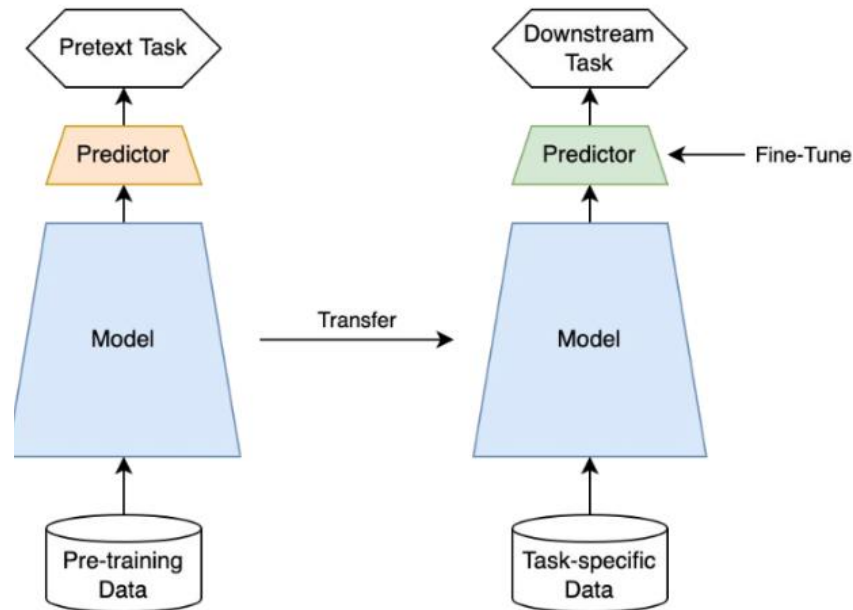 Pretext Task
Downstream
Task
Predictor
Predictor
Fine-Tune
Model
Transfer
Model
Pre-training
Data
Task-specific
Data